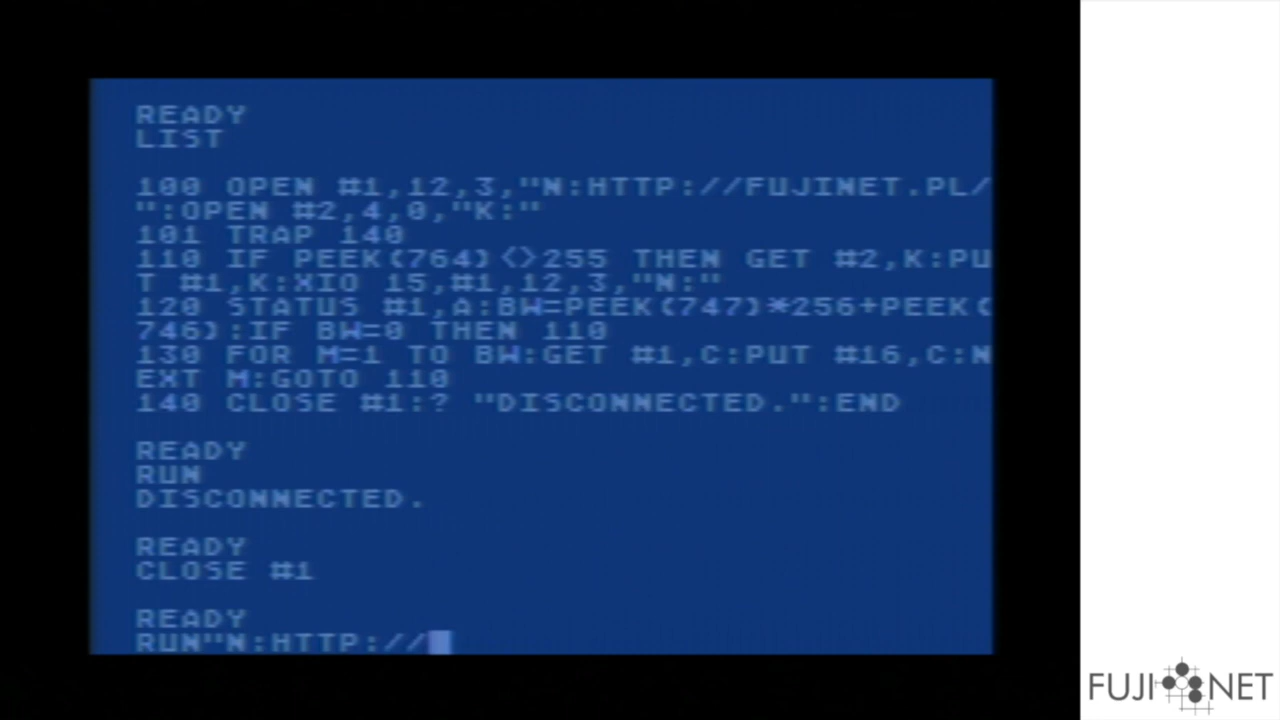 READY
LIST
100 OPEN #1,12,3,"N:HTTP://FUJINET.PL/
":OPEN #2,4,0,"K:"
101 TRAP 140
110 IF PEEK(764)<>255 THEN GET #2,K:PU
T #1,K:XIO 15,#1,12,3,"N:"
120 STATUS #1,A:BW=PEEK(747)*256+PEEK(
746):IF BW=0 THEN 110
130 FOR M=1 TO BW:GET #1,C:PUT #16,C:N
EXT M:GOTO 110
140 CLOSE #1:? "DISCONNECTED.":END
READY
RUN
DISCONNECTED.
READY
CLOSE #1
READY
RUN"N:HTTP://
FUJI NET